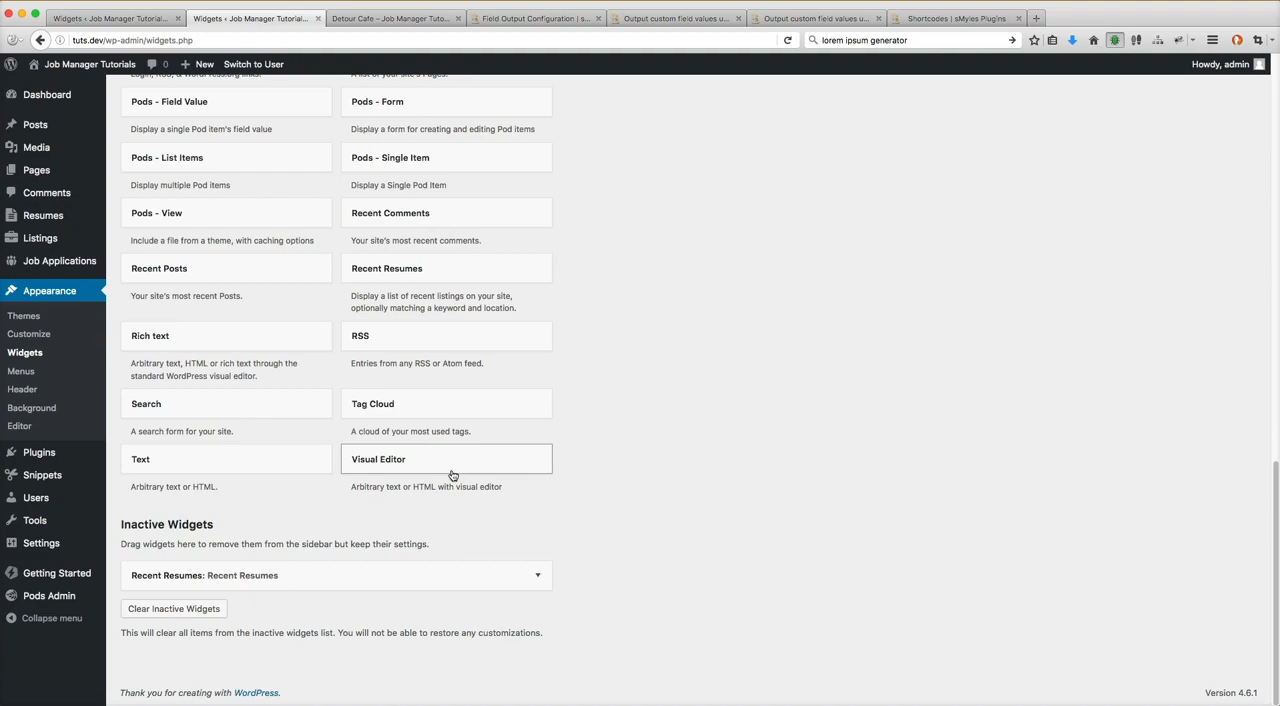 Widgets ‹ Job Manager Tutorial...
Widgets ‹ Job Manager Tutorial...
Detour Cafe – Job Manager Tuto...
Field Output Configuration | s...
Output custom field values u...
Output custom field values u...
Shortcodes | sMyles Plugins
tuts.dev/wp-admin/widgets.php
lorem ipsum generator
Job Manager Tutorials
0
New
Switch to User
Howdy, admin
Dashboard
Posts
Media
Pages
Comments
Resumes
Listings
Job Applications
Appearance
Themes
Customize
Widgets
Menus
Header
Background
Editor
Plugins
Snippets
Users
Tools
Settings
Getting Started
Pods Admin
Collapse menu
Login, RSS, & WordPress.org links.
A list of your site's Pages.
Pods - Field Value
Pods - Form
Display a single Pod item's field value
Display a form for creating and editing Pod items
Pods - List Items
Pods - Single Item
Display multiple Pod items
Display a Single Pod Item
Pods - View
Recent Comments
Include a file from a theme, with caching options
Your site's most recent comments.
Recent Posts
Recent Resumes
Your site's most recent Posts.
Display a list of recent listings on your site,
optionally matching a keyword and location.
Rich text
RSS
Arbitrary text, HTML or rich text through the
standard WordPress visual editor.
Entries from any RSS or Atom feed.
Search
Tag Cloud
A search form for your site.
A cloud of your most used tags.
Text
Visual Editor
Arbitrary text or HTML.
Arbitrary text or HTML with visual editor
Inactive Widgets
Drag widgets here to remove them from the sidebar but keep their settings.
Recent Resumes: Recent Resumes
Clear Inactive Widgets
This will clear all items from the inactive widgets list. You will not be able to restore any customizations.
Thank you for creating with WordPress.
Version 4.6.1